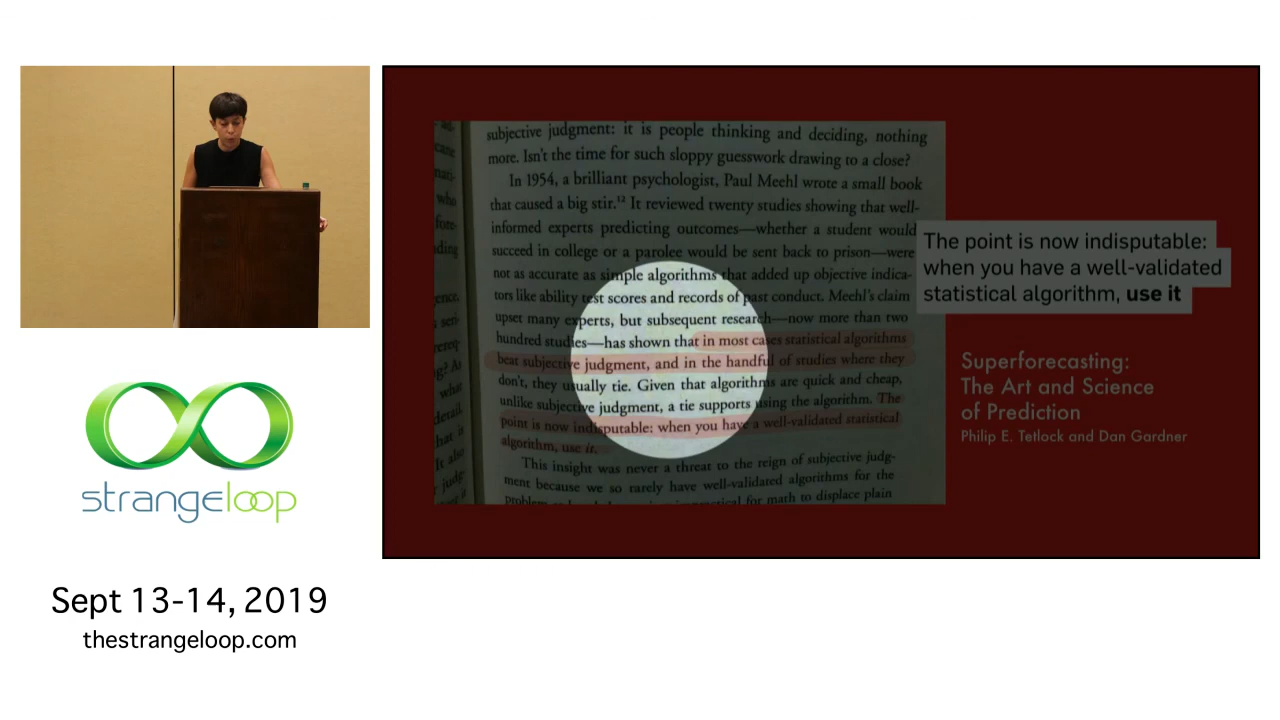 subjective judgment: it is people thinking and deciding, nothing
more. Isn't the time for such sloppy guesswork drawing to a close?
In 1954, a brilliant psychologist, Paul Meehl wrote a small book
that caused a big stir.12 It reviewed twenty studies showing that well-
informed experts predicting outcomes—whether a student would
succeed in college or a parolee would be sent back to prison—were
not as accurate as simple algorithms that added up objective indica-
tors like ability test scores and records of past conduct. Meehl's claim
upset many experts, but subsequent research—now more than two
hundred studies—has shown that in most cases statistical algorithms
beat subjective judgment, and in the handful of studies where they
don't, they usually tie. Given that algorithms are quick and cheap,
unlike subjective judgment, a tie supports using the algorithm. The
point is now indisputable: when you have a well-validated statistical
algorithm, use it.
This insight was never a threat to the reign of subjective judg-
ment because we so rarely have well-validated algorithms for the
for math to displace plain
The point is now indisputable:
when you have a well-validated
statistical algorithm, use it
Superforecasting:
The Art and Science
of Prediction
Philip E. Tetlock and Dan Gardner
strangeloop
Sept 13-14, 2019
thestrangeloop.com